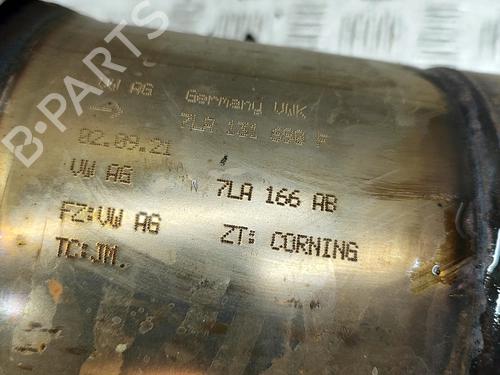 VW AG Germany VWK
7LA 131 690 F
02.09.21
VW AG 7LA 166 AB
FZ:VW AG ZT: CORNING
TC:JM.